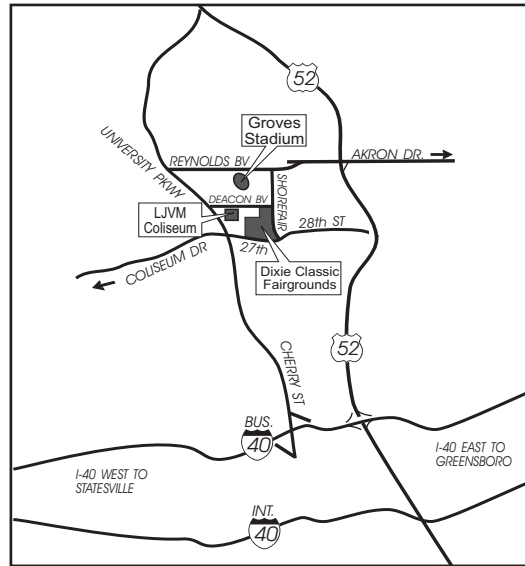 52
Groves
Stadium
UNIVERSITY PKWY
REYNOLDS BV
AKRON DR.
SHOREFAIR
DEACON BV
LJVM
Coliseum
28th ST
27th
COLISEUM DR
Dixie Classic
Fairgrounds
52
CHERRY ST
BUS.
40
I-40 EAST TO
GREENSBORO
I-40 WEST TO
STATESVILLE
INT.
40